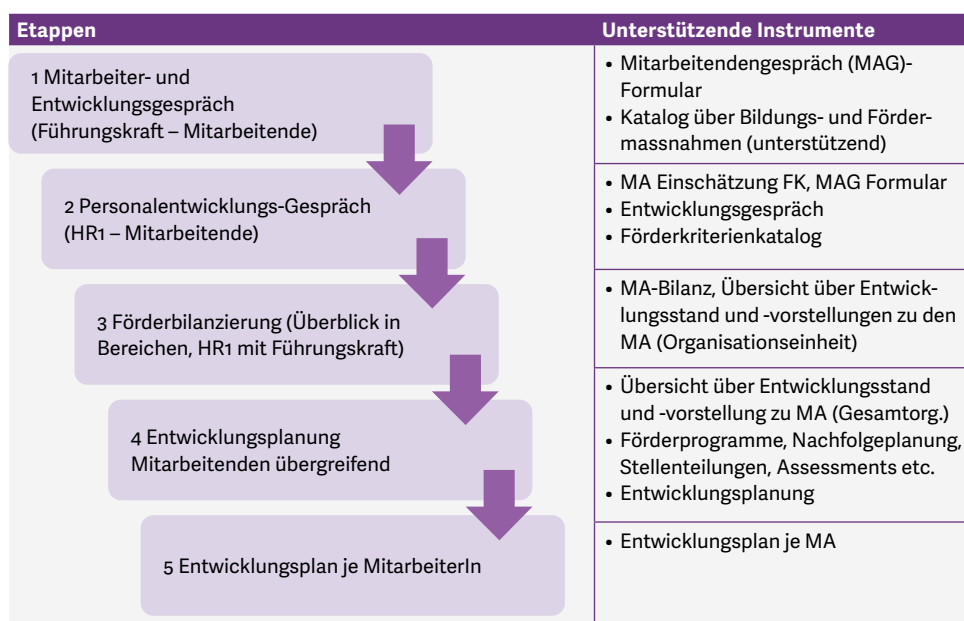 Etappen
Unterstützende Instrumente
1 Mitarbeiter- und
Entwicklungsgespräch
(Führungskraft – Mitarbeitende)
• Mitarbeitendengespräch (MAG)-
Formular
• Katalog über Bildungs- und Förder-
massnahmen (unterstützend)
2 Personalentwicklungs-Gespräch
(HR1 – Mitarbeitende)
• MA Einschätzung FK, MAG Formular
• Entwicklungsgespräch
• Förderkriterienkatalog
3 Förderbilanzierung (Überblick in
Bereichen, HR1 mit Führungskraft)
• MA-Bilanz, Übersicht über Entwick-
lungsstand und -vorstellungen zu den
MA (Organisationseinheit)
4 Entwicklungsplanung
Mitarbeitenden übergreifend
• Übersicht über Entwicklungsstand
und -vorstellung zu MA (Gesamtorg.)
• Förderprogramme, Nachfolgeplanung,
Stellenteilungen, Assessments etc.
• Entwicklungsplanung
5 Entwicklungsplan je MitarbeiterIn
• Entwicklungsplan je MA